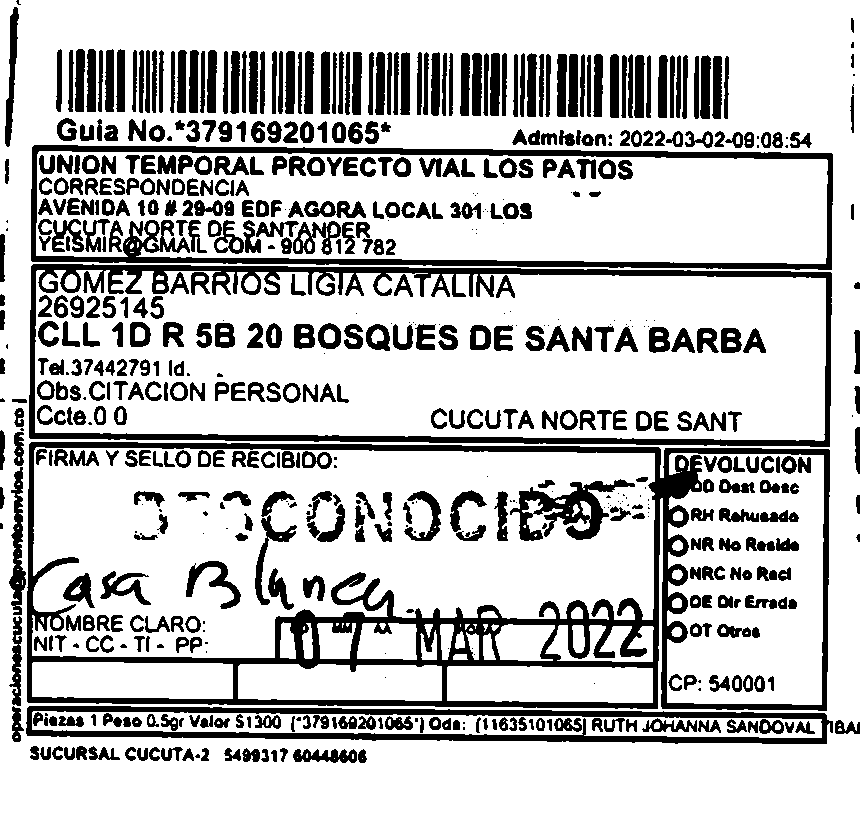 Guia No.*379169201065*
Admision: 2022-03-02-09:08:54
UNION TEMPORAL PROYECTO VIAL LOS PATIOS
CORRESPONDENCIA
AVENIDA 10 # 29-09 EDF AGORA LOCAL 301 LOS
CUCUTA NORTE DE SANTANDER
YEISMIR@GMAIL COM - 900 812 782
GOMEZ BARRIOS LIGIA CATALINA
26925145
CLL 1D R 5B 20 BOSQUES DE SANTA BARBA
Tel.37442791 Id.
Obs.CITACION PERSONAL
Ccte.0 0
CUCUTA NORTE DE SANT
FIRMA Y SELLO DE RECIBIDO:
DESCONOCIDO
Casa Blanca
NOMBRE CLARO:
NIT - CC - TI - PP:
07 MAR 2022
DEVOLUCION
DD Dest Desc
RH Rehusado
NR No Reside
NRC No Recl
DE Dir Errada
OT Otros
CP: 540001
operacionescucuta@prontoenvios.com.co
Piezas 1 Peso 0.5gr Valor $1300 (*379169201065*) Ods: (11635101065) RUTH JOHANNA SANDOVAL TIBA
SUCURSAL CUCUTA-2 5499317 60448606